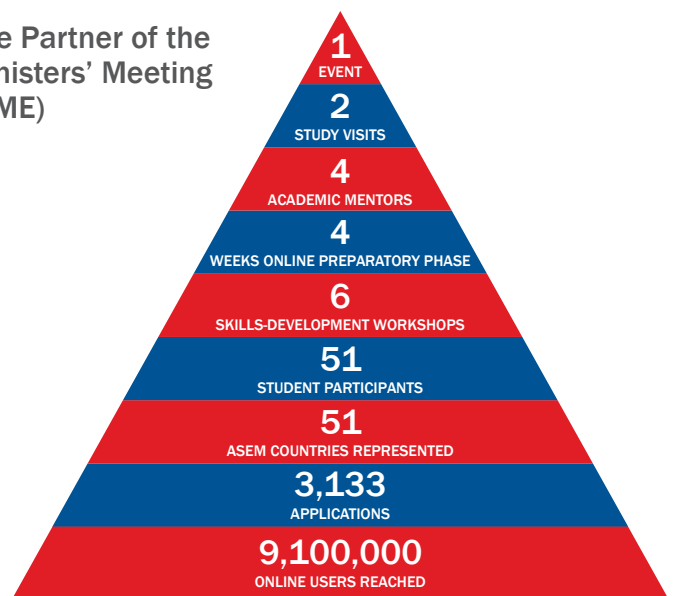 e Partner of the
nisters’ Meeting
ME)
1
EVENT
2
STUDY VISITS
4
ACADEMIC MENTORS
4
WEEKS ONLINE PREPARATORY PHASE
6
SKILLS-DEVELOPMENT WORKSHOPS
51
STUDENT PARTICIPANTS
51
ASEM COUNTRIES REPRESENTED
3,133
APPLICATIONS
9,100,000
ONLINE USERS REACHED